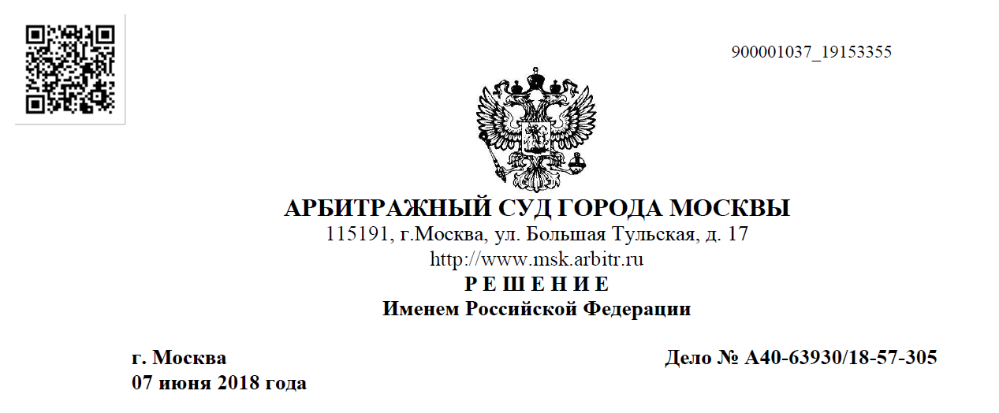 900001037_19153355
АРБИТРАЖНЫЙ СУД ГОРОДА МОСКВЫ
115191, г.Москва, ул. Большая Тульская, д. 17
http://www.msk.arbitr.ru
Р Е Ш Е Н И Е
Именем Российской Федерации
г. Москва Дело № А40-63930/18-57-305
07 июня 2018 года